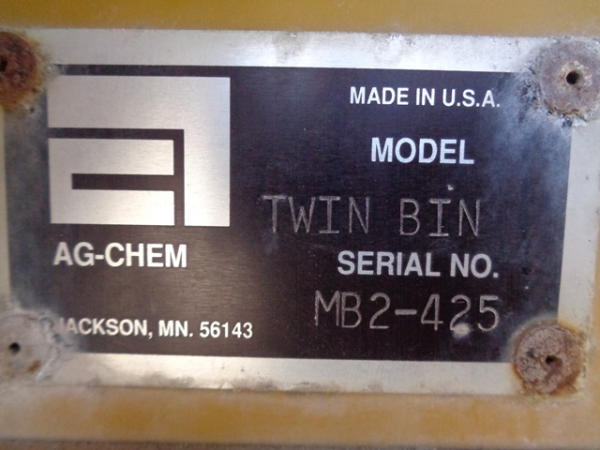 MADE IN U.S.A.
MODEL
TWIN BIN
AG-CHEM
SERIAL NO.
MB2-425
JACKSON, MN. 56143